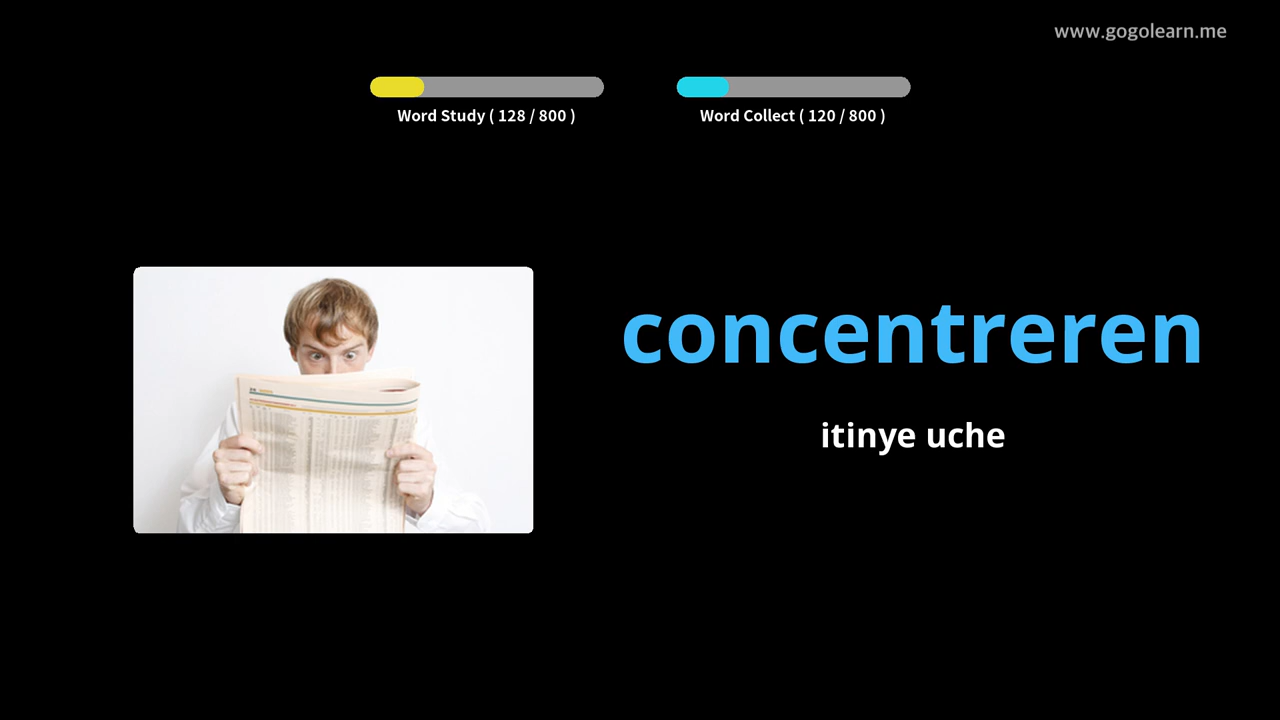 www.gogolearn.me
Word Study ( 128 / 800 )
Word Collect ( 120 / 800 )
concentreren
itinye uche